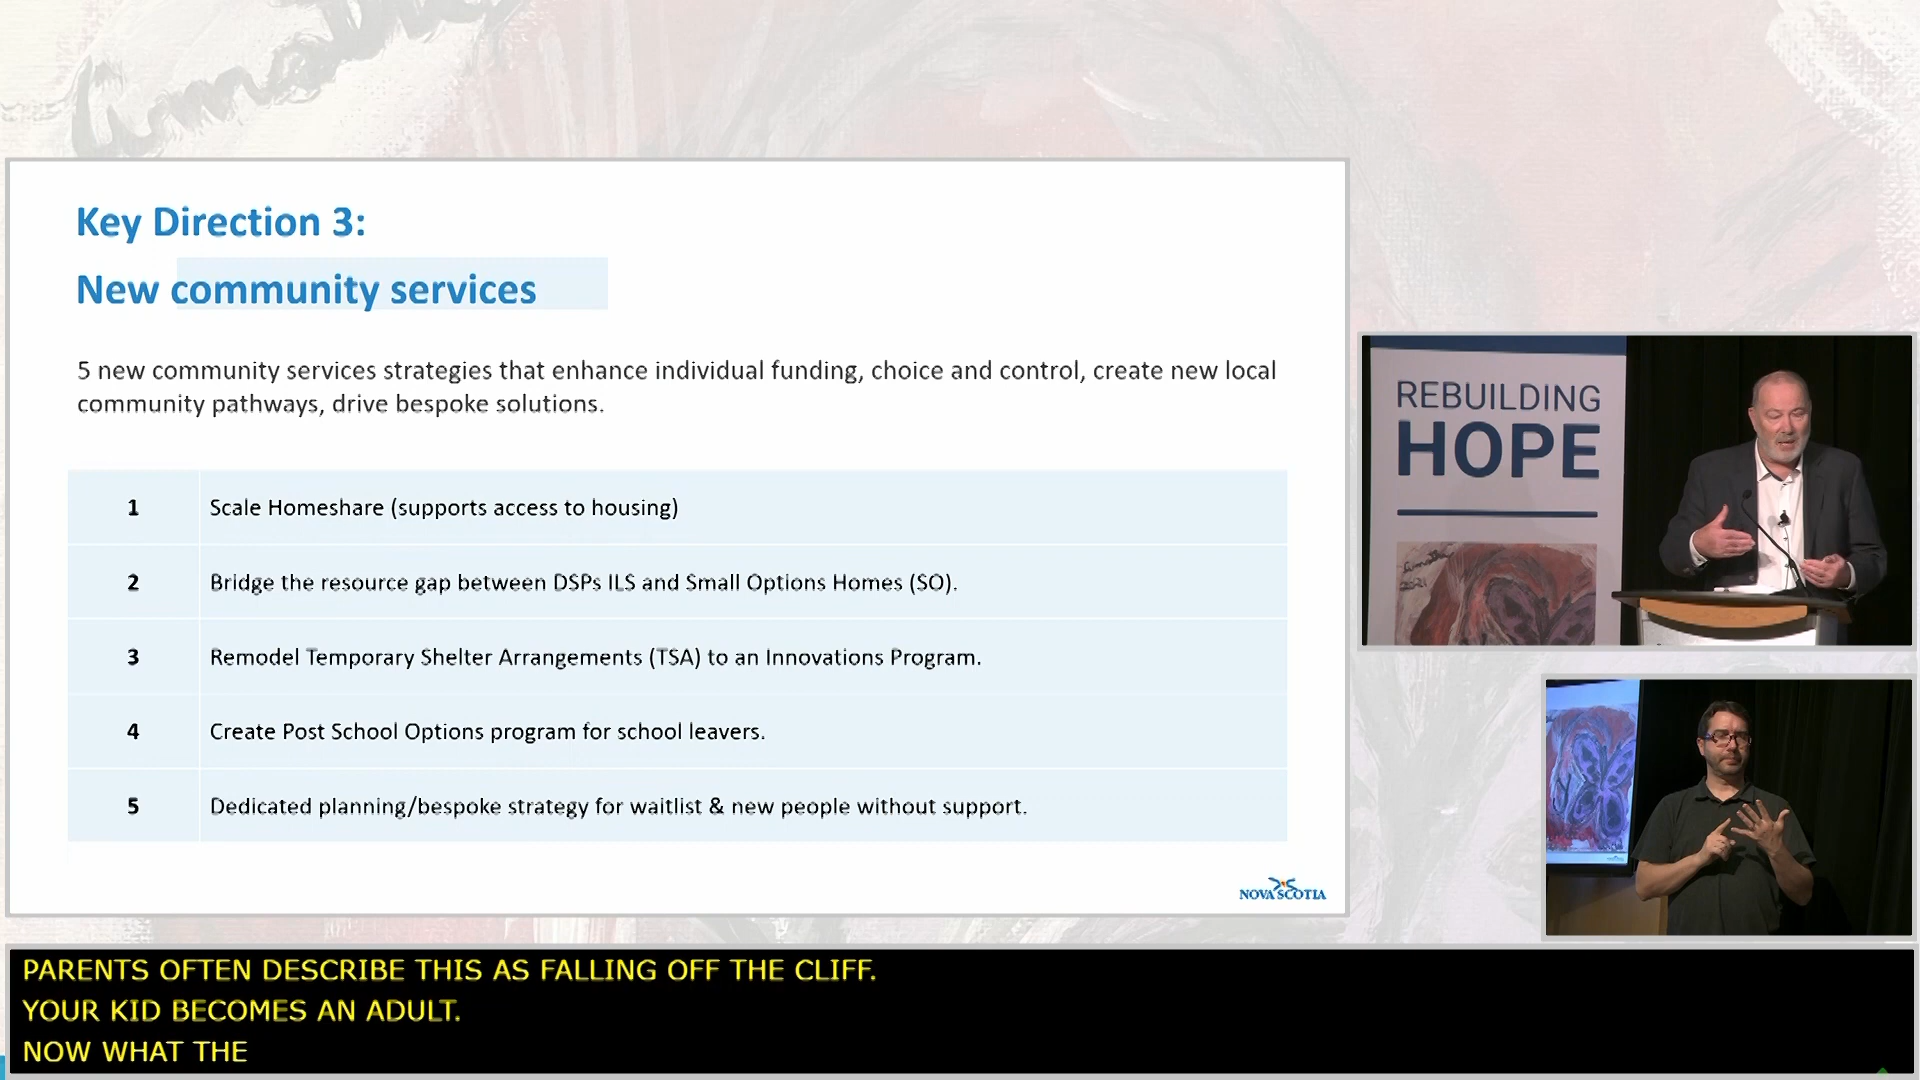 Key Direction 3:
New community services
5 new community services strategies that enhance individual funding, choice and control, create new local
community pathways, drive bespoke solutions.
1 Scale Homeshare (supports access to housing)
2 Bridge the resource gap between DSPs ILS and Small Options Homes (SO).
3 Remodel Temporary Shelter Arrangements (TSA) to an Innovations Program.
4 Create Post School Options program for school leavers.
5 Dedicated planning/bespoke strategy for waitlist & new people without support.
NOVA SCOTIA
REBUILDING
HOPE
PARENTS OFTEN DESCRIBE THIS AS FALLING OFF THE CLIFF.
YOUR KID BECOMES AN ADULT.
NOW WHAT THE